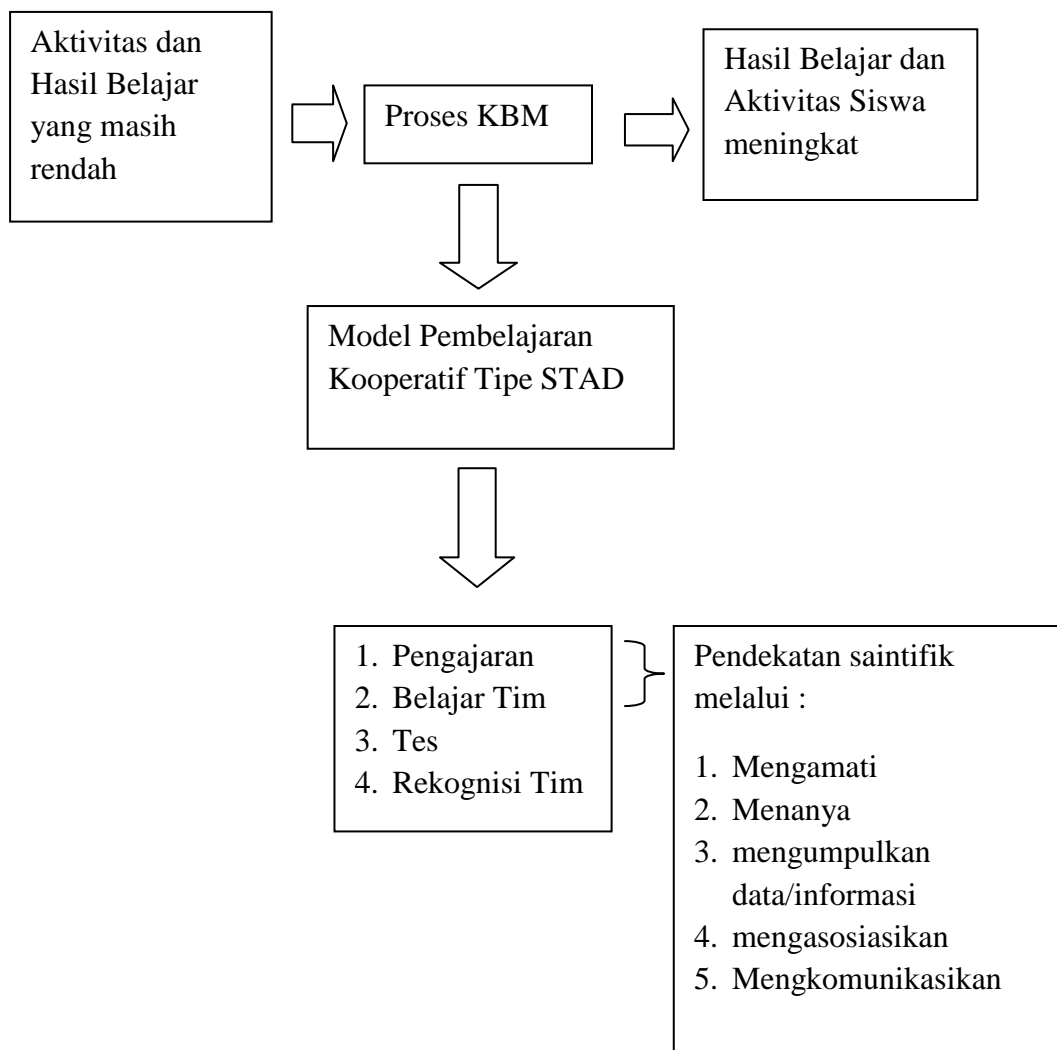 Aktivitas dan
Hasil Belajar
yang masih
rendah
Proses KBM
Hasil Belajar dan
Aktivitas Siswa
meningkat
Model Pembelajaran
Kooperatif Tipe STAD
1. Pengajaran
2. Belajar Tim
3. Tes
4. Rekognisi Tim
Pendekatan saintifik
melalui :
1. Mengamati
2. Menanya
3. mengumpulkan
data/informasi
4. mengasosiasikan
5. Mengkomunikasikan